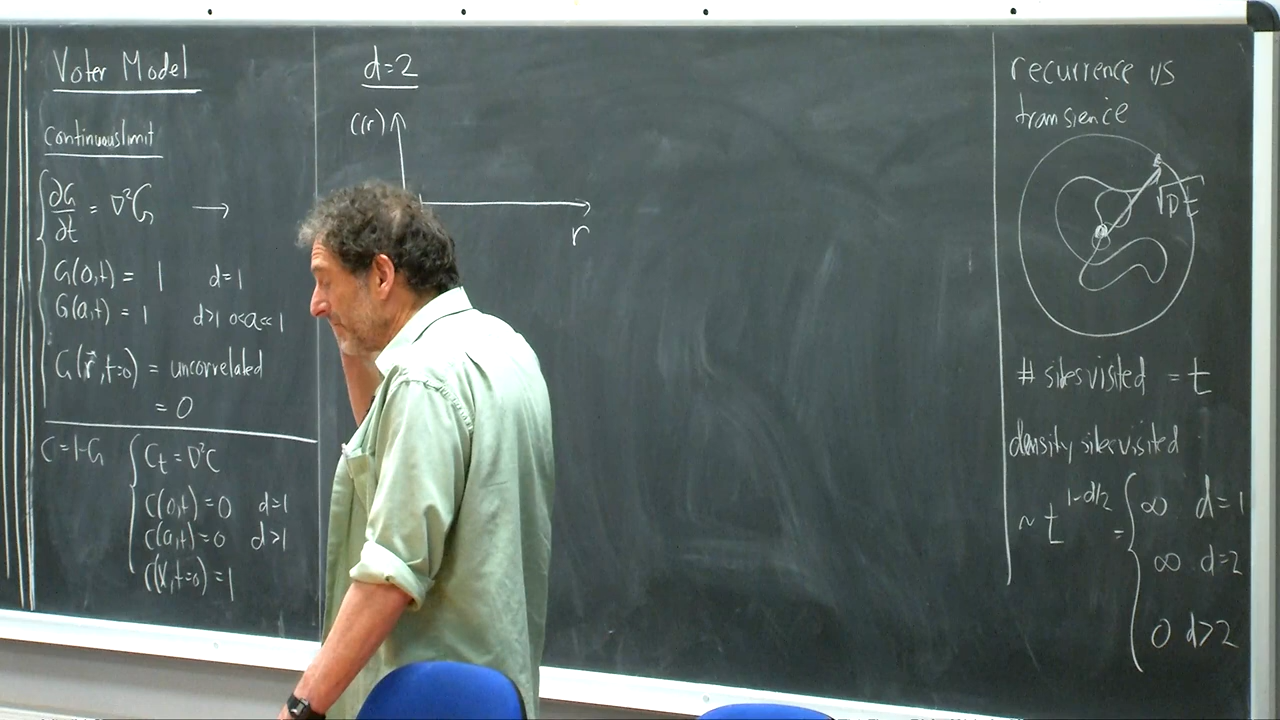 Voter Model
continuous limit
∂G/∂t = ∇²G →
G(0,t) = 1 d=1
G(a,t) = 1 d>1 0<a<<1
G(r⃗,t=0) = uncorrelated
= 0
c=1-G
c_t = ∇²c
c(0,t)=0 d=1
c(a,t)=0 d>1
c(x,t=0)=1
d=2
c(r)
r
recurrence vs
transience
√Dt
# sites visited = t
density sites visited
~ t^{1-d/2} = { ∞ d=1
∞ d=2
0 d>2